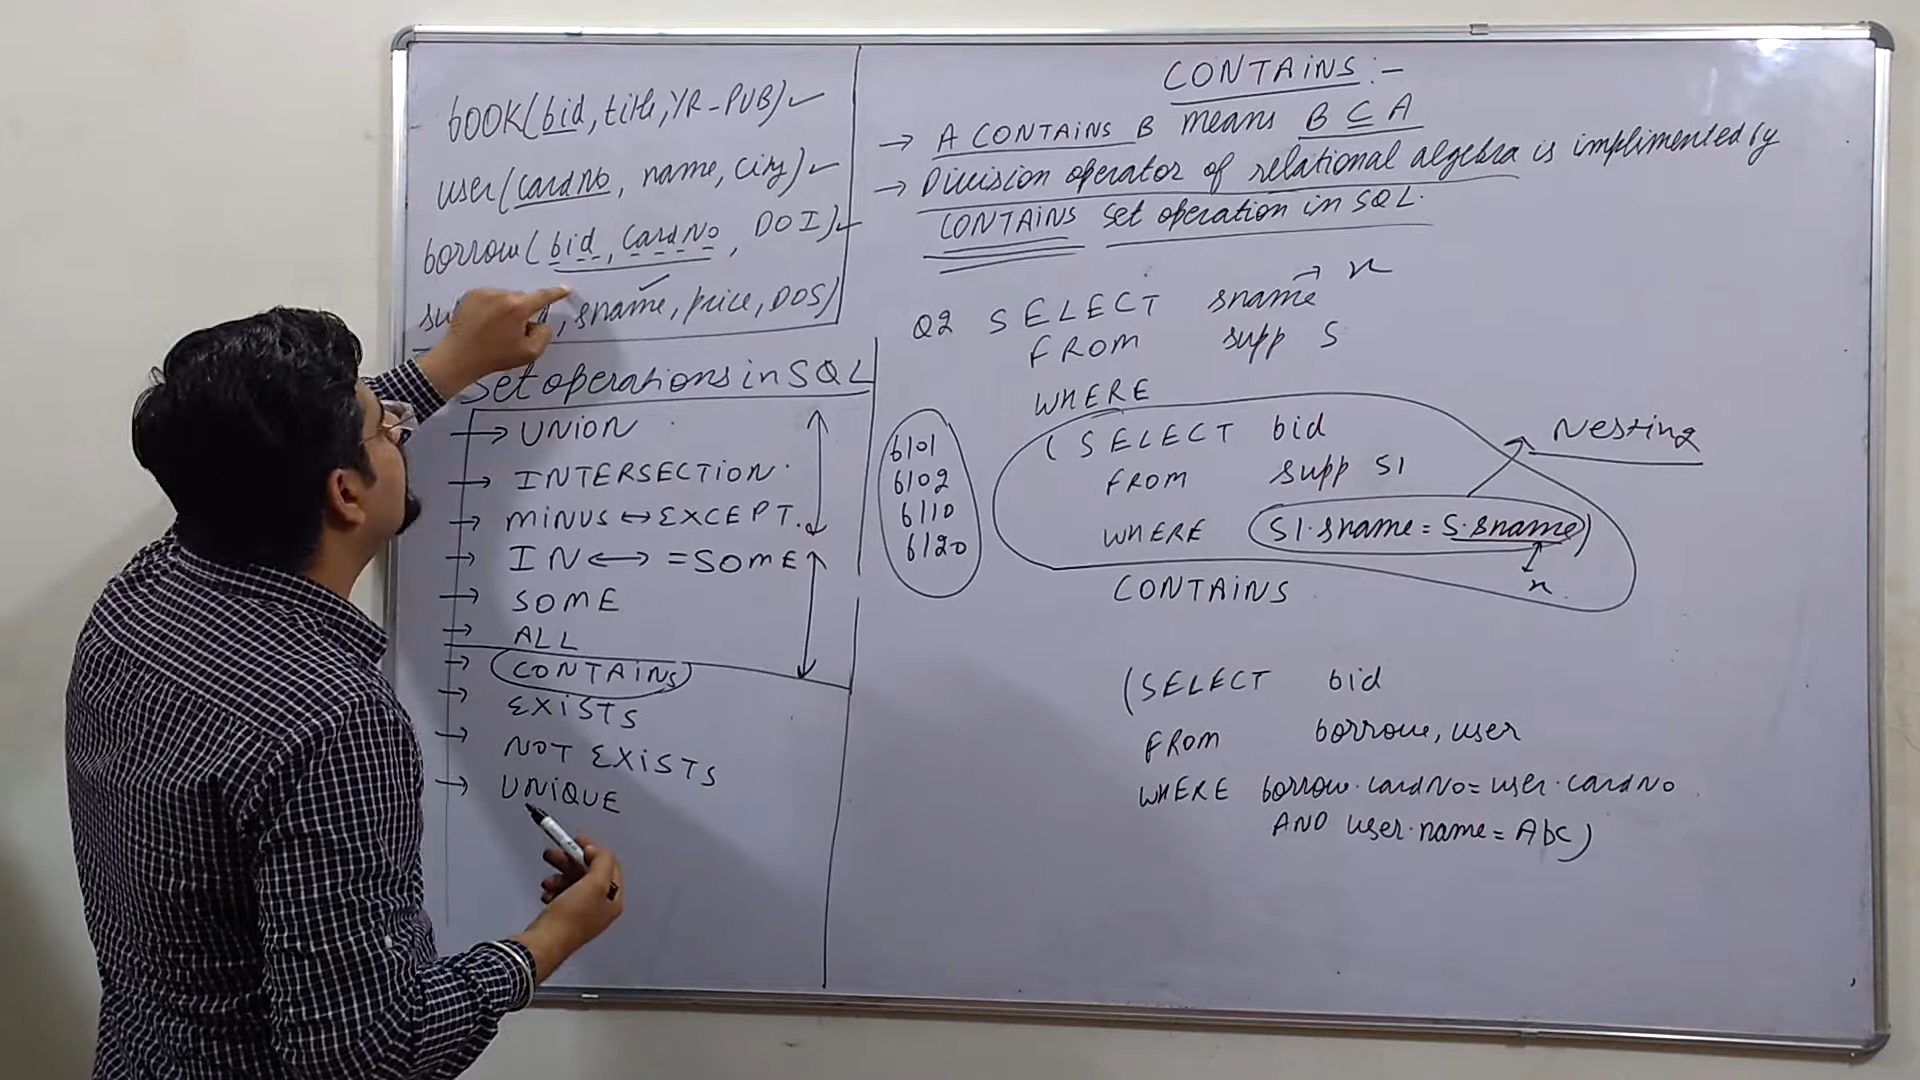 BOOK(bid, title, YR-PUB) ✓
user(cardNo, name, City) ✓
borrow(bid, CardNo, DOI) ✓
su , sname, price, DOS)
Set operations in SQL
→ UNION
→ INTERSECTION.
→ MINUS ↔ EXCEPT.
→ IN ↔ =SOME
→ SOME
→ ALL
→ CONTAINS
→ EXISTS
→ NOT EXISTS
→ UNIQUE
CONTAINS:-
→ A CONTAINS B means B ⊆ A
→ Division operator of relational algebra is implimented by
CONTAINS set operation in SQL.
Q2 SELECT sname → x
FROM supp S
WHERE
(SELECT bid
FROM supp S1
WHERE S1.sname = S.sname)
x
Nesting
6101
6102
6110
6120
CONTAINS
(SELECT bid
FROM borrow, user
WHERE borrow.cardNo = user.cardNo
AND user.name = Abc)